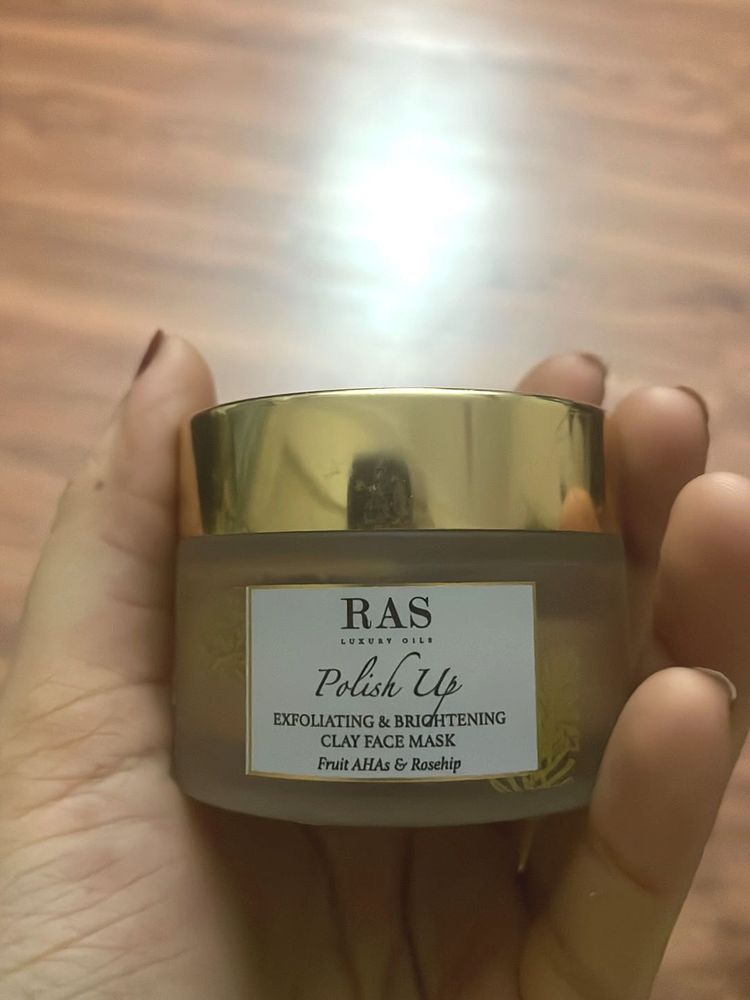 RAS
LUXURY OILS
Polish Up
EXFOLIATING & BRIGHTENING
CLAY FACE MASK
Fruit AHAs & Rosehip